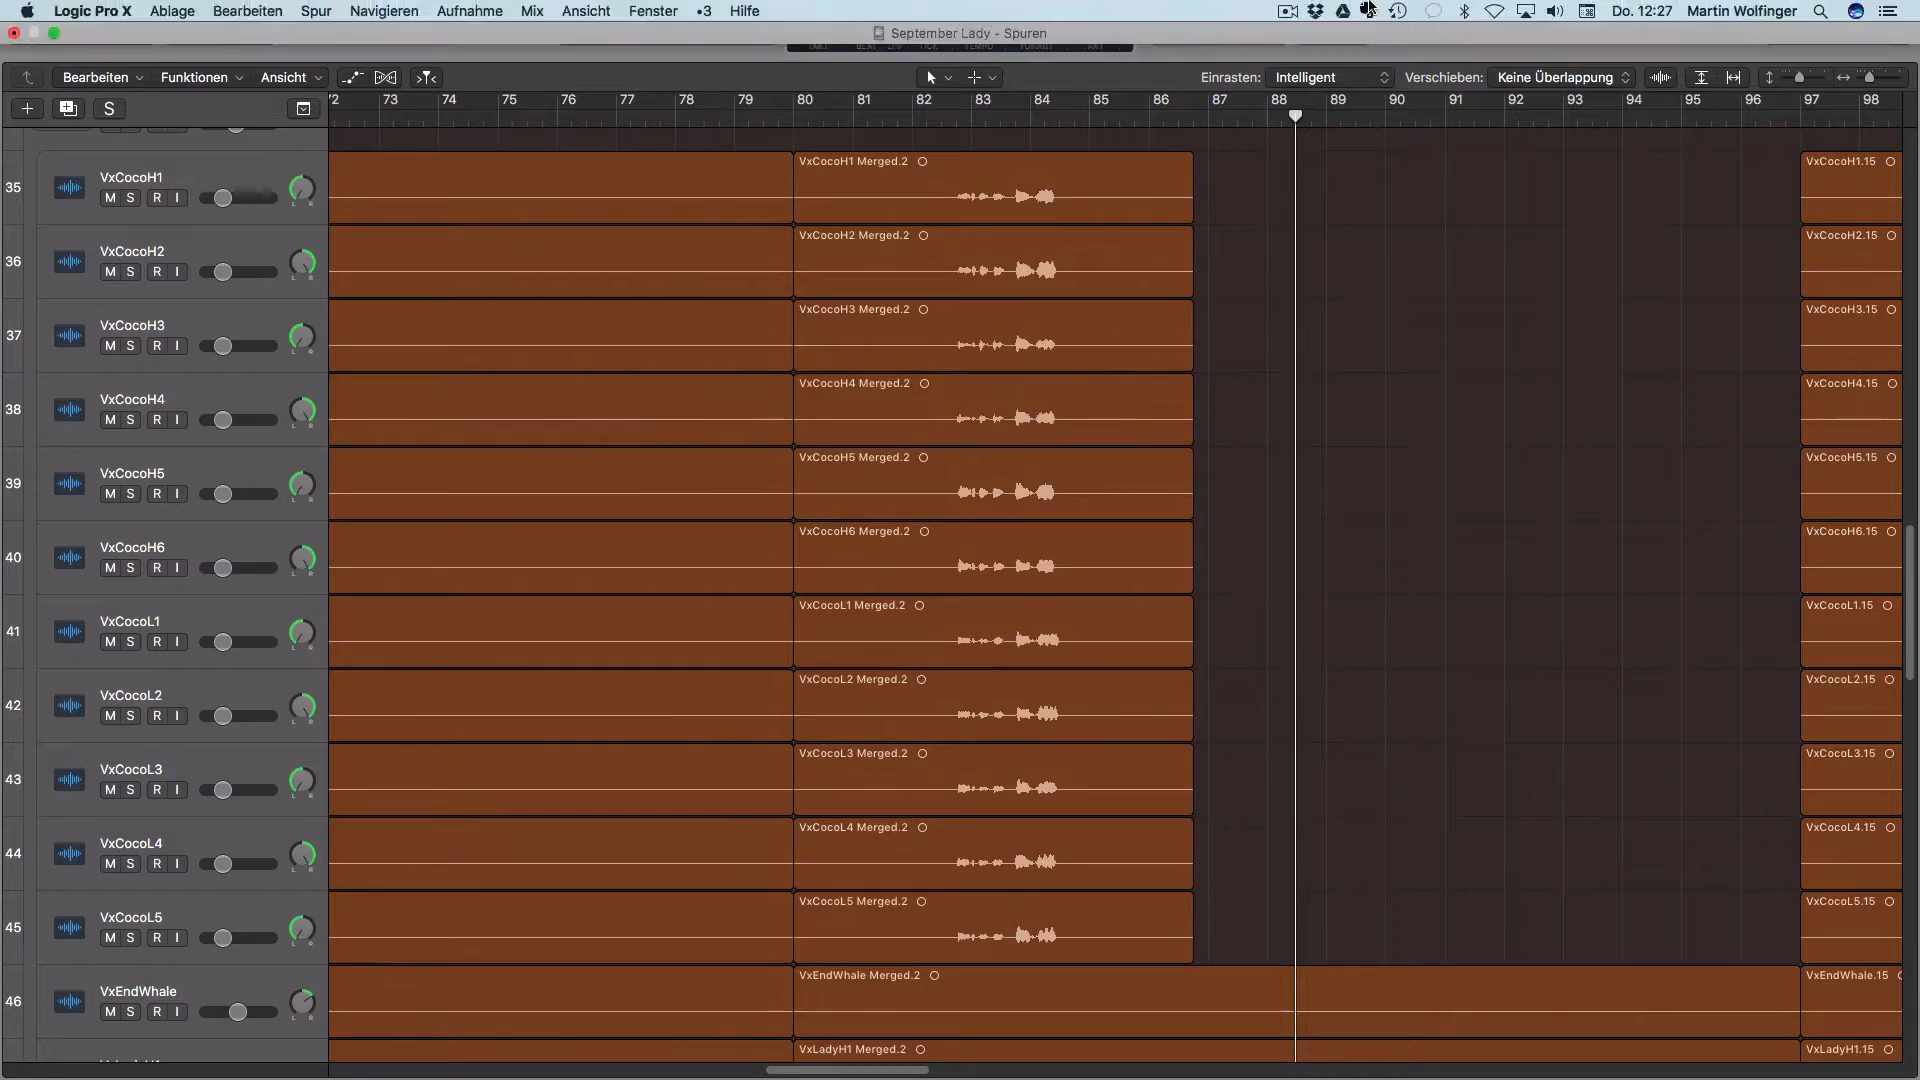 Logic Pro X Ablage Bearbeiten Spur Navigieren Aufnahme Mix Ansicht Fenster •3 Hilfe Do. 12:27 Martin Wolfinger
September Lady - Spuren
Bearbeiten Funktionen Ansicht Einrasten: Intelligent Verschieben: Keine Überlappung
S
73 74 75 76 77 78 79 80 81 82 83 84 85 86 87 88 89 90 91 92 93 94 95 96 97 98
35 VxCocoH1 M S R I L R VxCocoH1 Merged.2 VxCocoH1.15
36 VxCocoH2 M S R I L R VxCocoH2 Merged.2 VxCocoH2.15
37 VxCocoH3 M S R I L R VxCocoH3 Merged.2 VxCocoH3.15
38 VxCocoH4 M S R I L R VxCocoH4 Merged.2 VxCocoH4.15
39 VxCocoH5 M S R I L R VxCocoH5 Merged.2 VxCocoH5.15
40 VxCocoH6 M S R I L R VxCocoH6 Merged.2 VxCocoH6.15
41 VxCocoL1 M S R I L R VxCocoL1 Merged.2 VxCocoL1.15
42 VxCocoL2 M S R I L R VxCocoL2 Merged.2 VxCocoL2.15
43 VxCocoL3 M S R I L R VxCocoL3 Merged.2 VxCocoL3.15
44 VxCocoL4 M S R I L R VxCocoL4 Merged.2 VxCocoL4.15
45 VxCocoL5 M S R I L R VxCocoL5 Merged.2 VxCocoL5.15
46 VxEndWhale M S R I L R VxEndWhale Merged.2 VxEndWhale.15
VxLadyH1 Merged.2 VxLadyH1.15